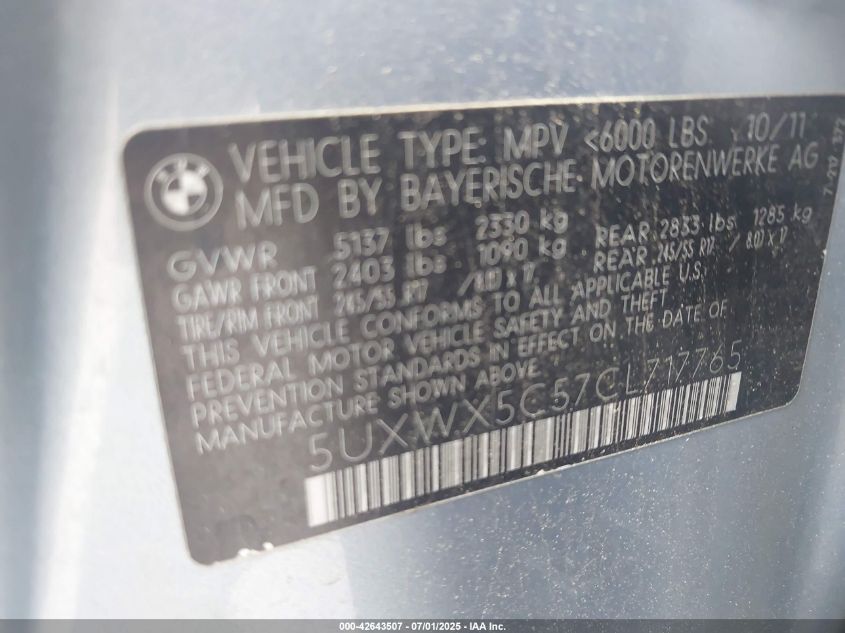 BMW
VEHICLE TYPE: MPV <6000 LBS 10/11
MFD BY BAYERISCHE MOTORENWERKE AG
GVWR 5137 lbs 2330 kg
GAWR FRONT 2403 lbs 1090 kg REAR 2833 lbs 1285 kg
TIRE/RIM FRONT 245/55 R17 / 8.0J x 17 REAR 245/55 R17 / 8.0J x 17
THIS VEHICLE CONFORMS TO ALL APPLICABLE U.S.
FEDERAL MOTOR VEHICLE SAFETY AND THEFT
PREVENTION STANDARDS IN EFFECT ON THE DATE OF
MANUFACTURE SHOWN ABOVE.
5UXWX5C57CL717765
000-42643507 - 07/01/2025 - IAA Inc.